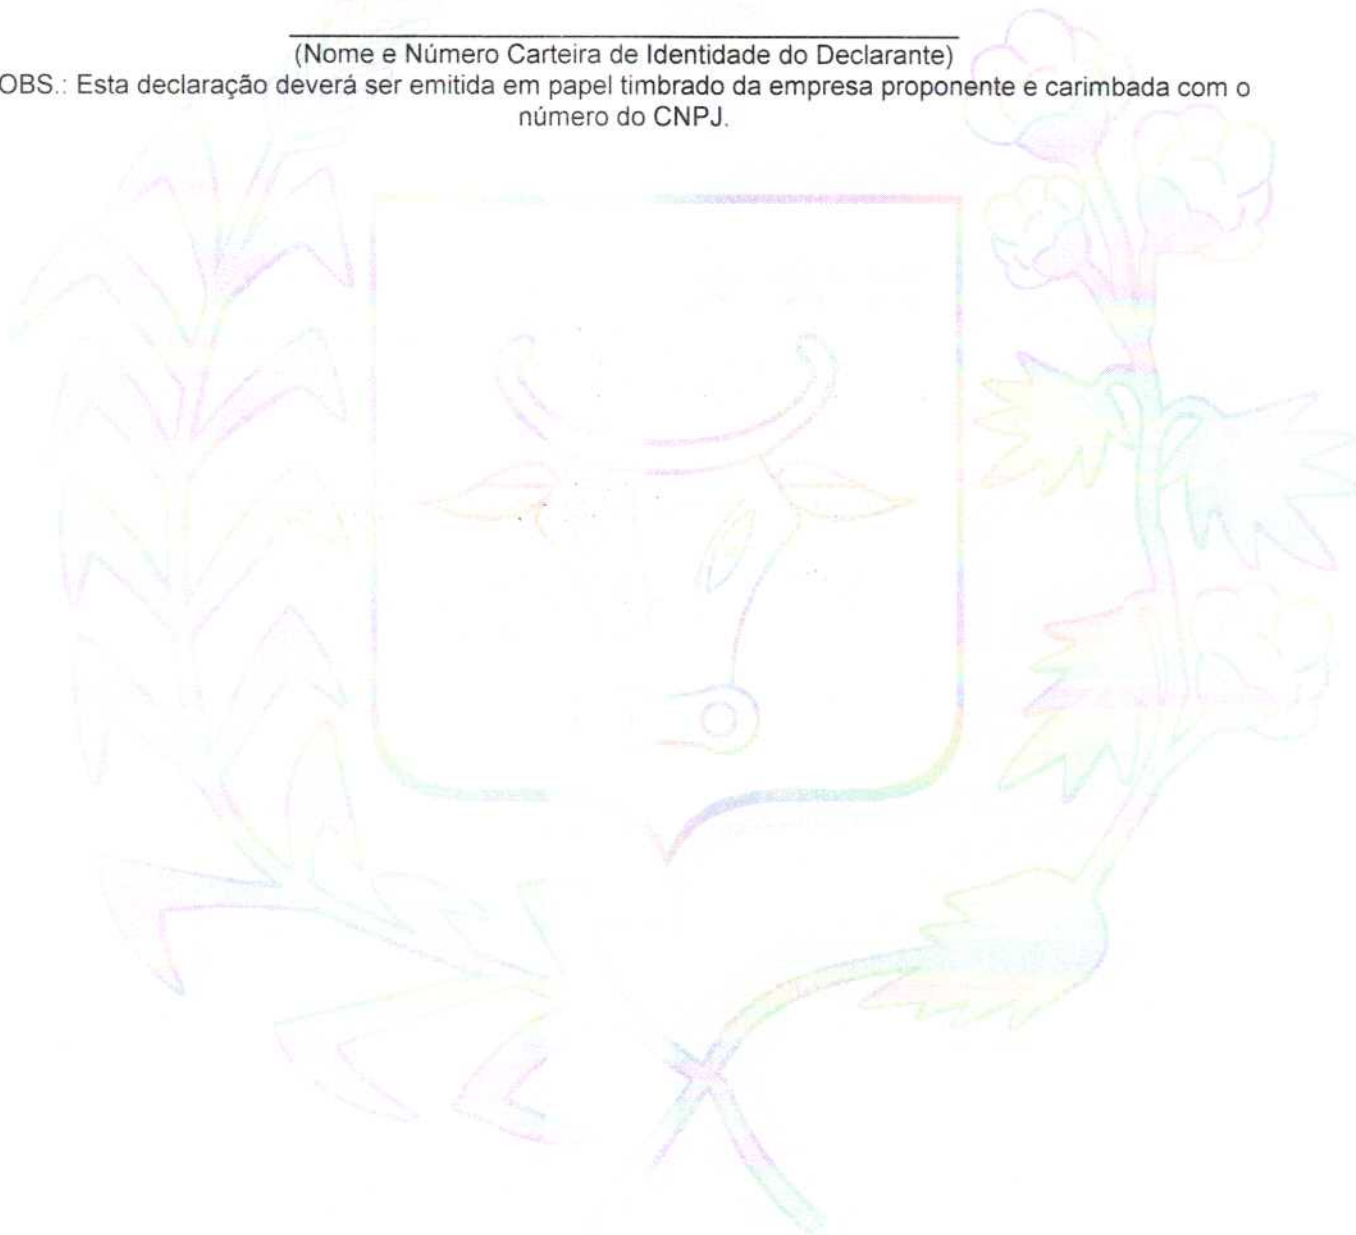 (Nome e Número Carteira de Identidade do Declarante)
OBS.: Esta declaração deverá ser emitida em papel timbrado da empresa proponente e carimbada com o
número do CNPJ.